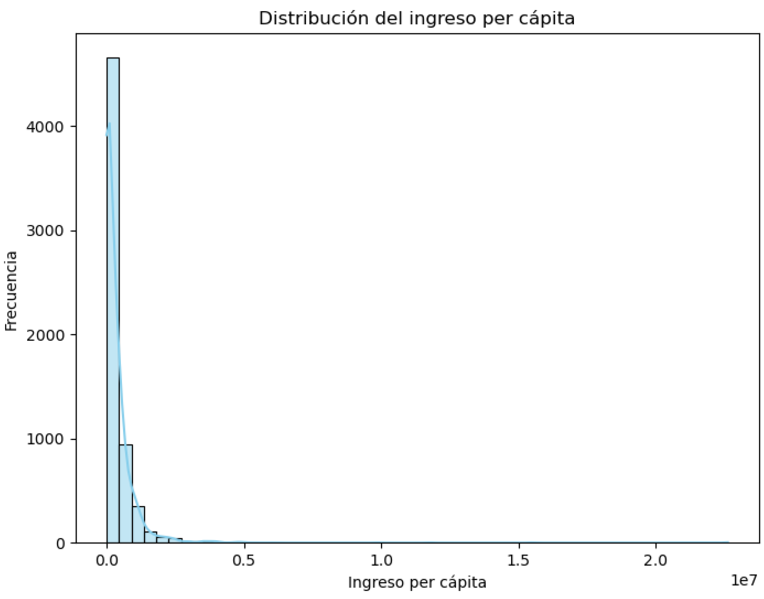 Distribución del ingreso per cápita
Frecuencia
4000
3000
2000
1000
0
0.0 0.5 1.0 1.5 2.0
1e7
Ingreso per cápita